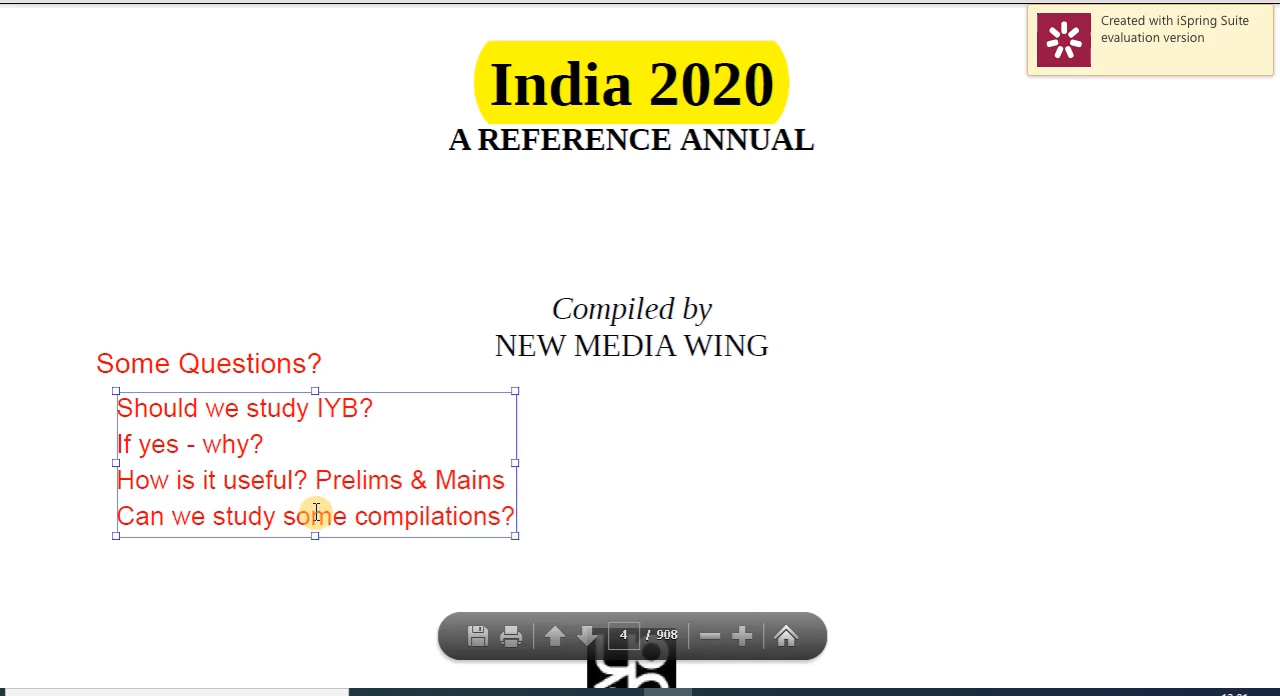 Created with iSpring Suite
evaluation version
India 2020
A REFERENCE ANNUAL
Compiled by
NEW MEDIA WING
Some Questions?
Should we study IYB?
If yes - why?
How is it useful? Prelims & Mains
Can we study some compilations?
4 / 908